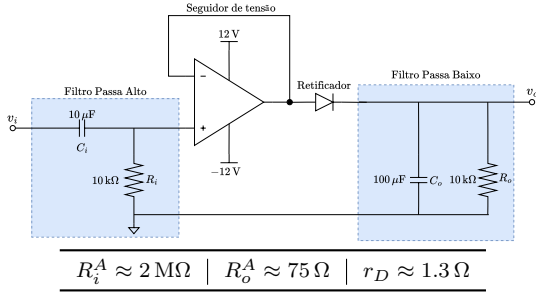 Seguidor de tensão
12 V
Retificador
Filtro Passa Baixo
Filtro Passa Alto
v_i
10 μF
C_i
−
+
v_o
10 kΩ
R_i
−12 V
100 μF
C_o
10 kΩ
R_o
R_i^A ≈ 2 MΩ | R_o^A ≈ 75 Ω | r_D ≈ 1.3 Ω